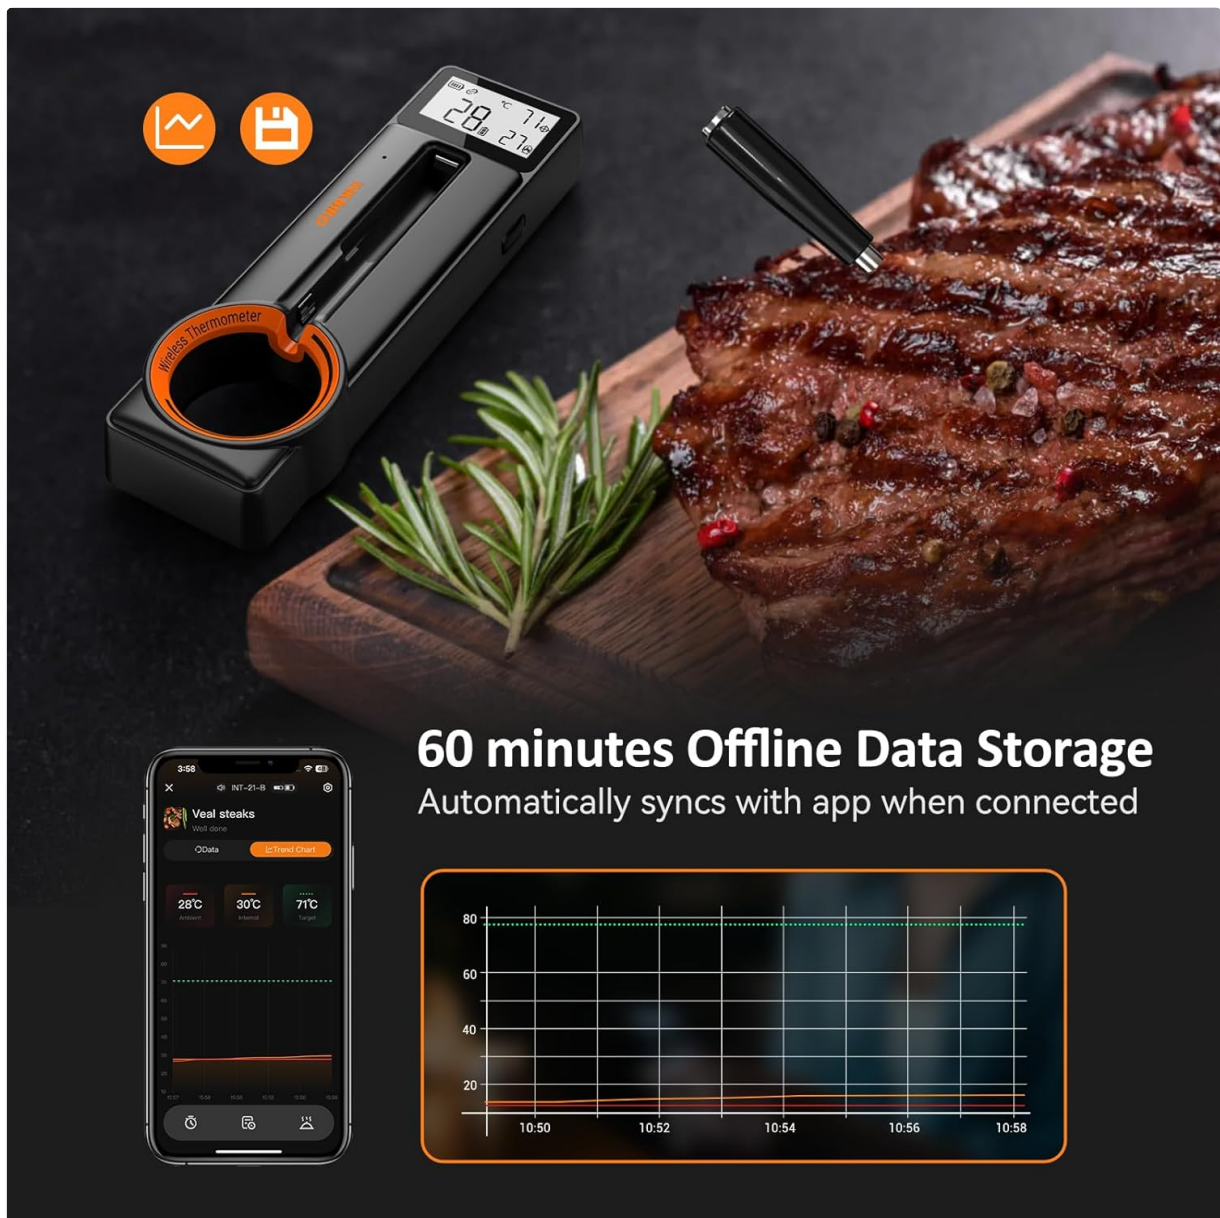 28
°C
71
27
INKBIRD
Wireless Thermometer
60 minutes Offline Data Storage
Automatically syncs with app when connected
3:58
INT-21-B
Veal steaks
Well done
Data
Trend Chart
28°C
30°C
71°C
Ambient
Internal
Target
80
60
40
20
10:50
10:52
10:54
10:56
10:58